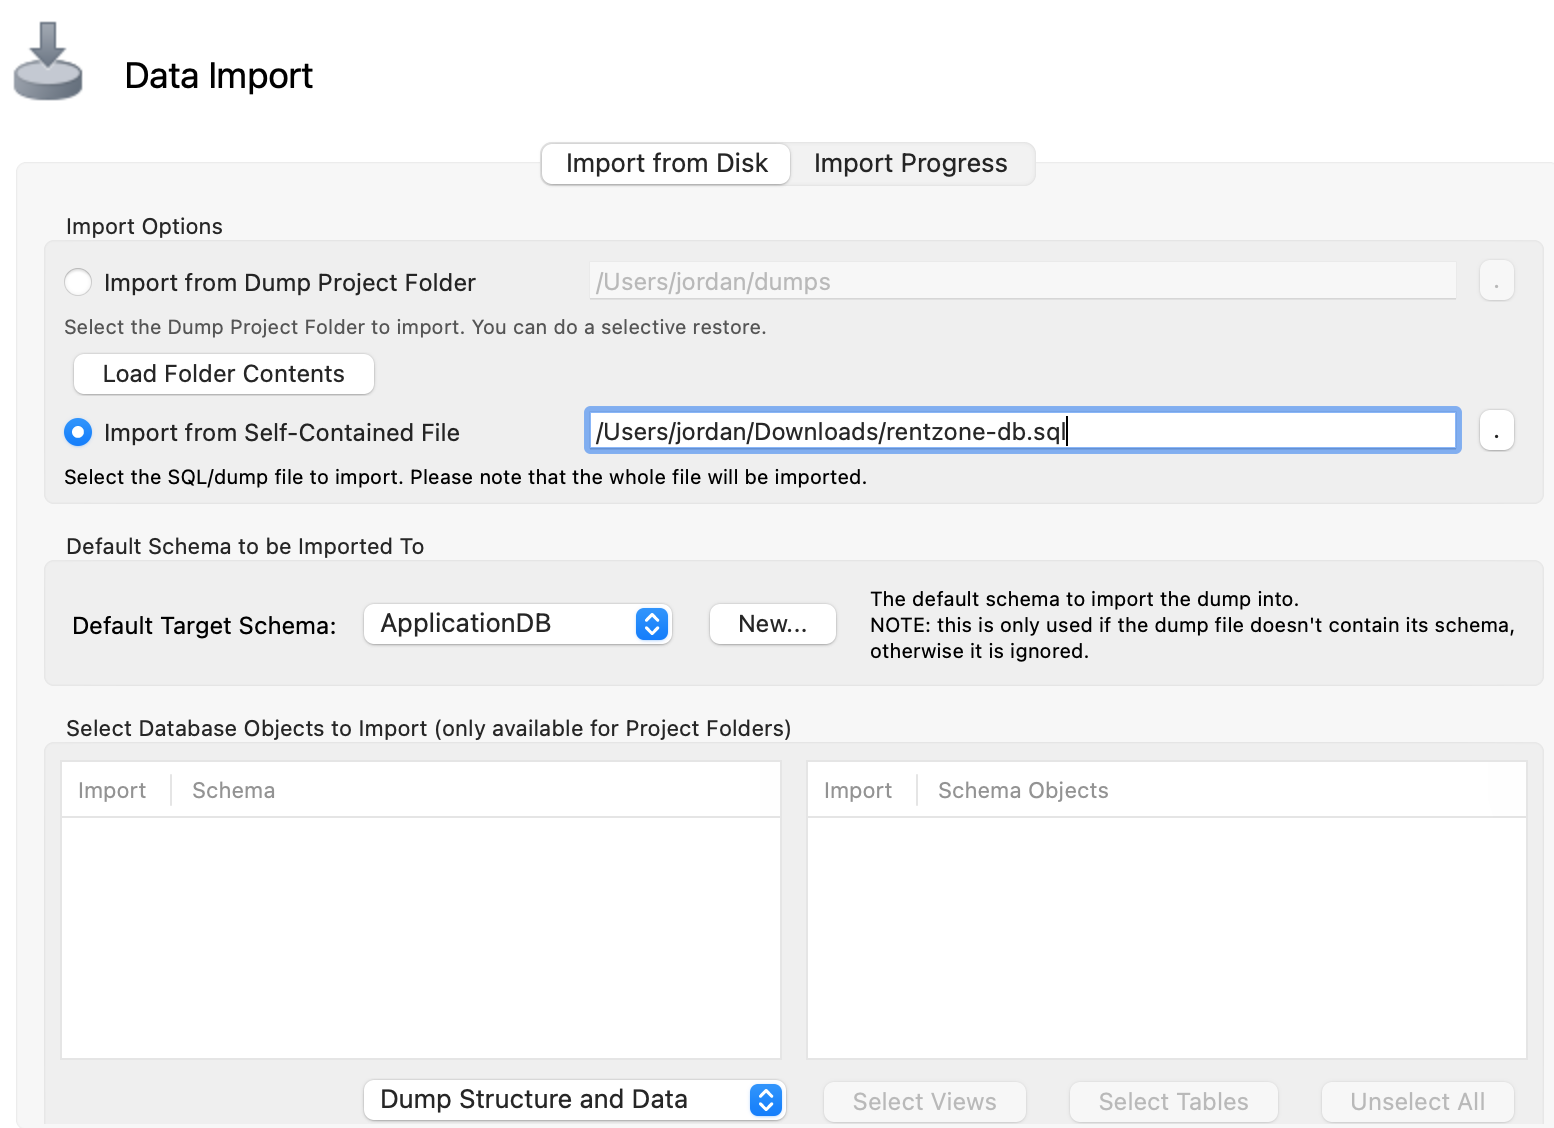 Data Import
Import from Disk
Import Progress
Import Options
Import from Dump Project Folder
/Users/jordan/dumps
.
Select the Dump Project Folder to import. You can do a selective restore.
Load Folder Contents
Import from Self-Contained File
/Users/jordan/Downloads/rentzone-db.sql
.
Select the SQL/dump file to import. Please note that the whole file will be imported.
Default Schema to be Imported To
Default Target Schema:
ApplicationDB
New...
The default schema to import the dump into.
NOTE: this is only used if the dump file doesn't contain its schema,
otherwise it is ignored.
Select Database Objects to Import (only available for Project Folders)
Import
Schema
Import
Schema Objects
Dump Structure and Data
Select Views
Select Tables
Unselect All